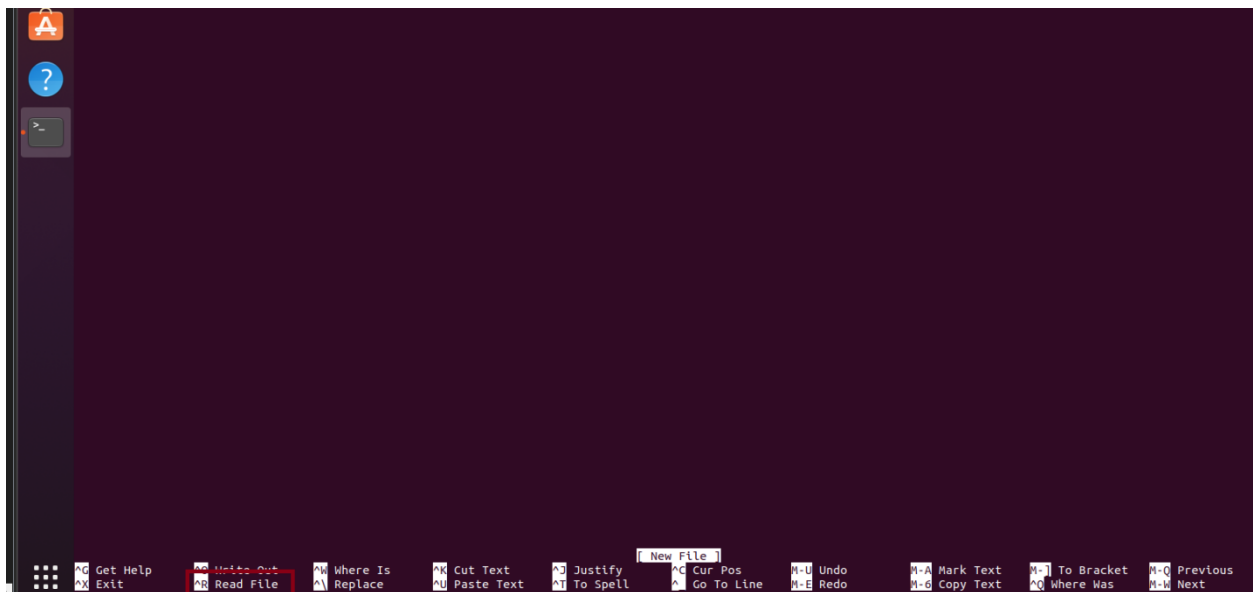 ?
>_
[ New File ]
^G Get Help ^O Write Out ^W Where Is ^K Cut Text ^J Justify ^C Cur Pos M-U Undo M-A Mark Text M-] To Bracket M-Q Previous
^X Exit ^R Read File ^\ Replace ^U Paste Text ^T To Spell ^_ Go To Line M-E Redo M-6 Copy Text ^Q Where Was M-W Next